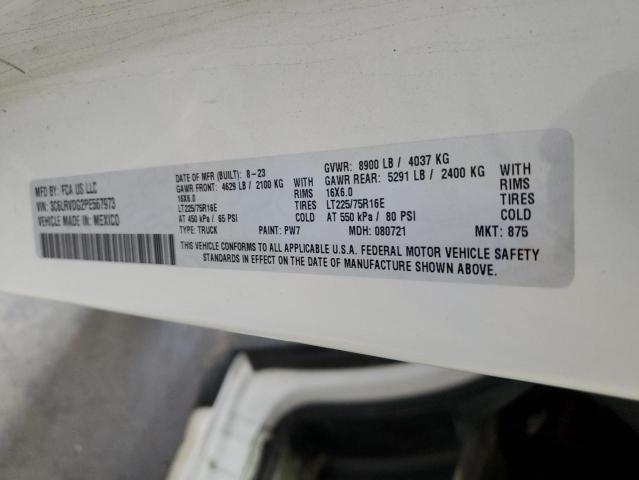 MFD BY: FCA US LLC
VIN: 3C6LRVDG2PE567973
VEHICLE MADE IN: MEXICO
DATE OF MFR (BUILT): 8-23
GVWR: 8900 LB / 4037 KG
GAWR FRONT: 4629 LB / 2100 KG
GAWR REAR: 5291 LB / 2400 KG
16X6.0 RIMS
16X6.0 RIMS
LT225/75R16E TIRES
LT225/75R16E TIRES
AT 450 kPa / 65 PSI COLD
AT 550 kPa / 80 PSI COLD
TYPE: TRUCK PAINT: PW7 MDH: 080721 MKT: 875
THIS VEHICLE CONFORMS TO ALL APPLICABLE U.S.A. FEDERAL MOTOR VEHICLE SAFETY
STANDARDS IN EFFECT ON THE DATE OF MANUFACTURE SHOWN ABOVE.